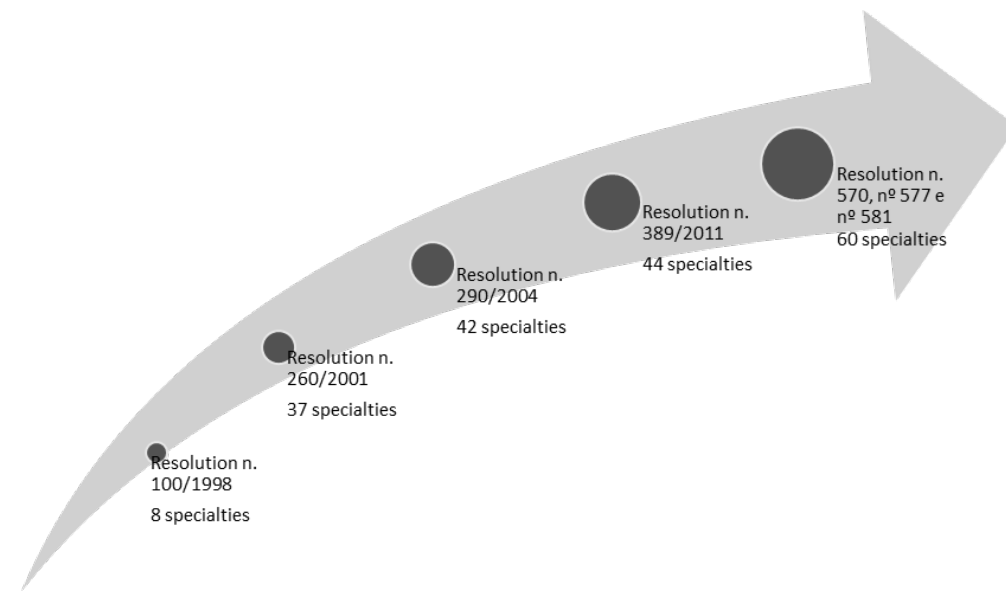 Resolution n.
100/1998
8 specialties
Resolution n.
260/2001
37 specialties
Resolution n.
290/2004
42 specialties
Resolution n.
389/2011
44 specialties
Resolution n.
570, nº 577 e
nº 581
60 specialties